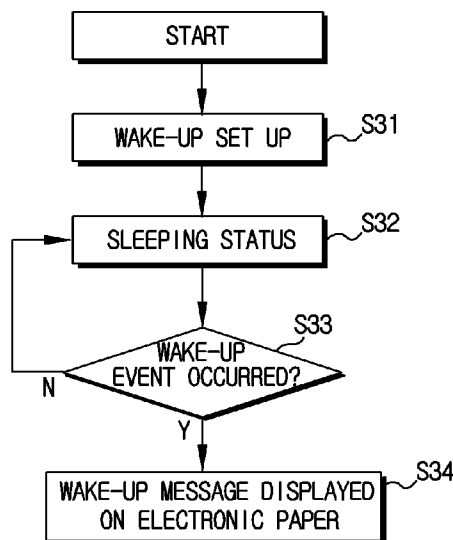 START
WAKE-UP SET UP
S31
SLEEPING STATUS
S32
S33
WAKE-UP
EVENT OCCURRED?
N
Y
WAKE-UP MESSAGE DISPLAYED
ON ELECTRONIC PAPER
S34